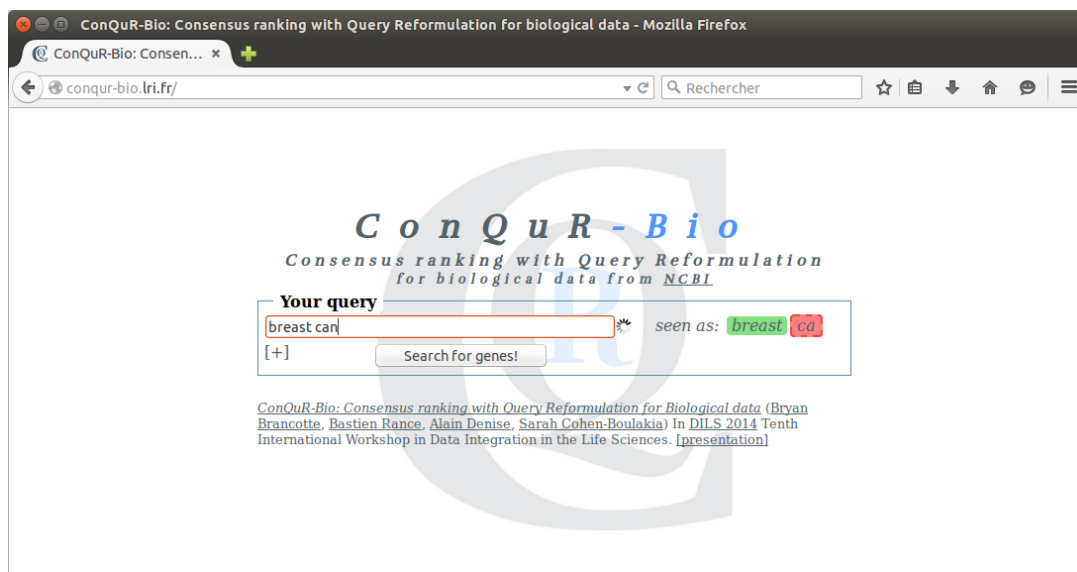 ConQuR-Bio: Consensus ranking with Query Reformulation for biological data - Mozilla Firefox
ConQuR-Bio: Consen...
conqur-bio.lri.fr/
Rechercher
ConQuR-Bio
Consensus ranking with Query Reformulation
for biological data from NCBI
Your query
breast can
seen as: breast ca
[+]
Search for genes!
ConQuR-Bio: Consensus ranking with Query Reformulation for Biological data (Bryan
Brancotte, Bastien Rance, Alain Denise, Sarah Cohen-Boulakia) In DILS 2014 Tenth
International Workshop in Data Integration in the Life Sciences. [presentation]